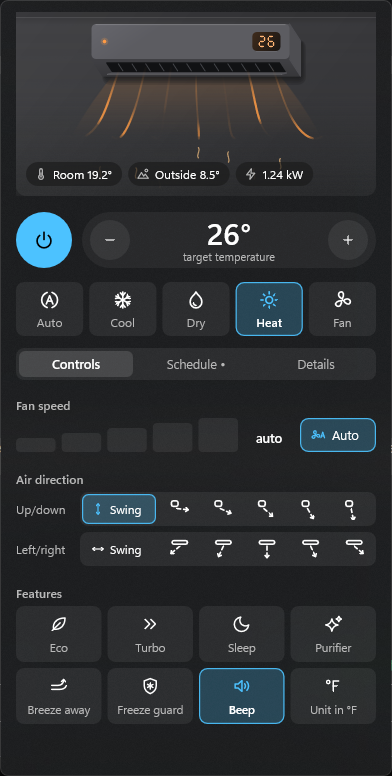 26
Room 19.2°
Outside 8.5°
1.24 kW
26°
target temperature
Auto
Cool
Dry
Heat
Fan
Controls
Schedule •
Details
Fan speed
auto
Auto
Air direction
Up/down
Swing
Left/right
Swing
Features
Eco
Turbo
Sleep
Purifier
Breeze away
Freeze guard
Beep
°F
Unit in °F